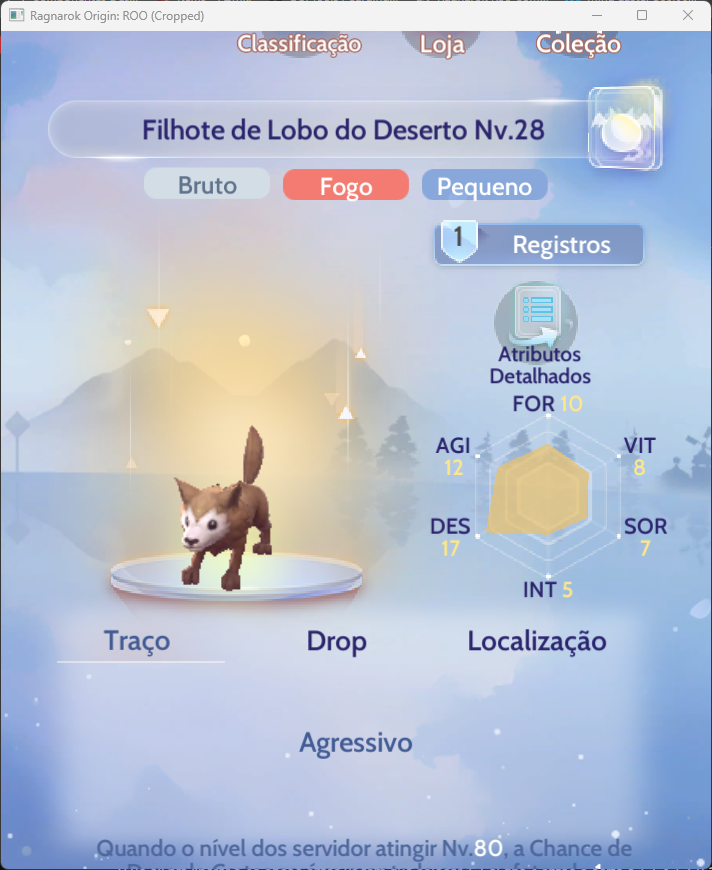 Ragnarok Origin: ROO (Cropped)
Classificação
Loja
Coleção
Filhote de Lobo do Deserto Nv.28
Bruto
Fogo
Pequeno
1
Registros
Atributos
Detalhados
FOR 10
AGI
12
VIT
8
DES
17
SOR
7
INT 5
Traço
Drop
Localização
Agressivo
Quando o nível dos servidor atingir Nv.80, a Chance de